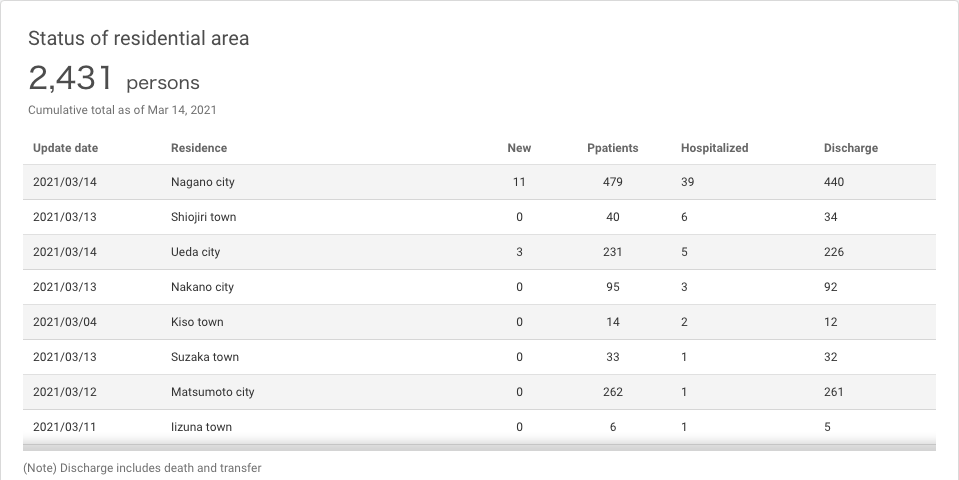 Status of residential area
2,431 persons
Cumulative total as of Mar 14, 2021
Update date Residence New Ppatients Hospitalized Discharge
2021/03/14 Nagano city 11 479 39 440
2021/03/13 Shiojiri town 0 40 6 34
2021/03/14 Ueda city 3 231 5 226
2021/03/13 Nakano city 0 95 3 92
2021/03/04 Kiso town 0 14 2 12
2021/03/13 Suzaka town 0 33 1 32
2021/03/12 Matsumoto city 0 262 1 261
2021/03/11 Iizuna town 0 6 1 5
(Note) Discharge includes death and transfer